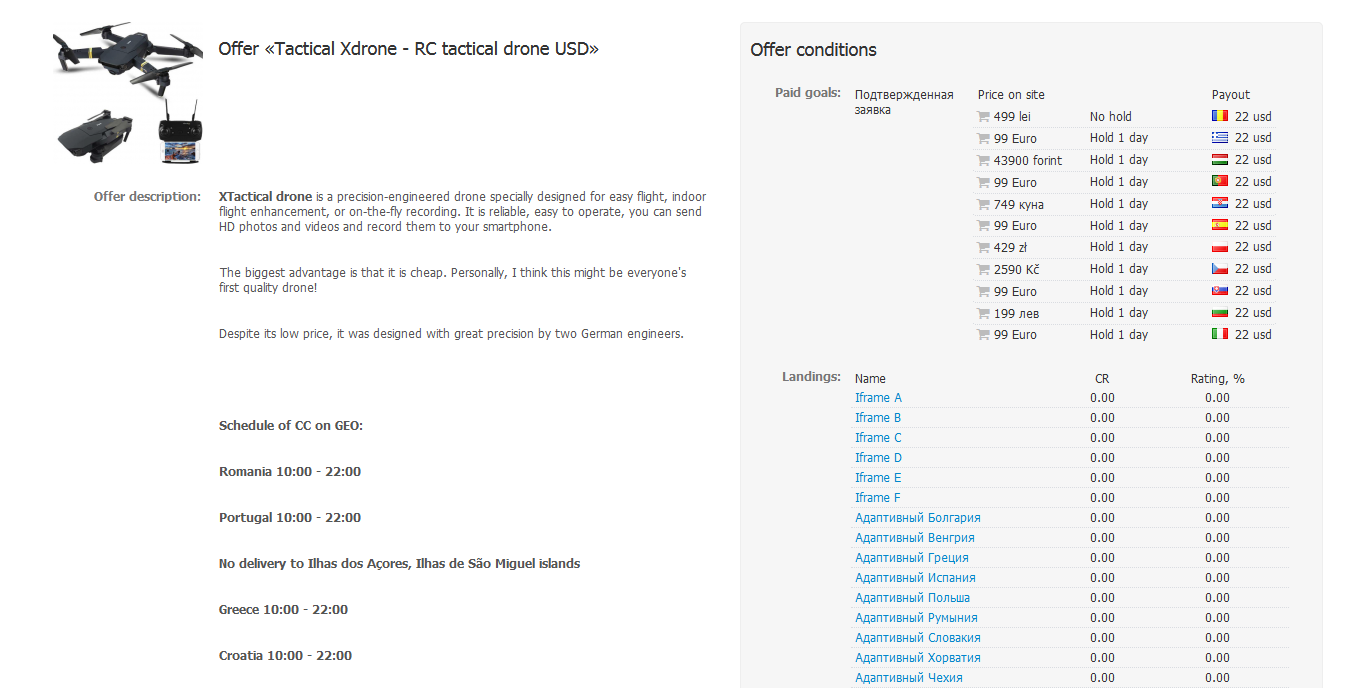 Offer «Tactical Xdrone - RC tactical drone USD»
Offer description:
XTactical drone is a precision-engineered drone specially designed for easy flight, indoor
flight enhancement, or on-the-fly recording. It is reliable, easy to operate, you can send
HD photos and videos and record them to your smartphone.
The biggest advantage is that it is cheap. Personally, I think this might be everyone's
first quality drone!
Despite its low price, it was designed with great precision by two German engineers.
Schedule of CC on GEO:
Romania 10:00 - 22:00
Portugal 10:00 - 22:00
No delivery to Ilhas dos Açores, Ilhas de São Miguel islands
Greece 10:00 - 22:00
Croatia 10:00 - 22:00
Offer conditions
Paid goals:
Подтвержденная
заявка
Price on site Payout
499 lei No hold 22 usd
99 Euro Hold 1 day 22 usd
43900 forint Hold 1 day 22 usd
99 Euro Hold 1 day 22 usd
749 куна Hold 1 day 22 usd
99 Euro Hold 1 day 22 usd
429 zł Hold 1 day 22 usd
2590 Kč Hold 1 day 22 usd
99 Euro Hold 1 day 22 usd
199 лев Hold 1 day 22 usd
99 Euro Hold 1 day 22 usd
Landings:
Name CR Rating, %
Iframe A 0.00 0.00
Iframe B 0.00 0.00
Iframe C 0.00 0.00
Iframe D 0.00 0.00
Iframe E 0.00 0.00
Iframe F 0.00 0.00
Адаптивный Болгария 0.00 0.00
Адаптивный Венгрия 0.00 0.00
Адаптивный Греция 0.00 0.00
Адаптивный Испания 0.00 0.00
Адаптивный Польша 0.00 0.00
Адаптивный Румыния 0.00 0.00
Адаптивный Словакия 0.00 0.00
Адаптивный Хорватия 0.00 0.00
Адаптивный Чехия 0.00 0.00